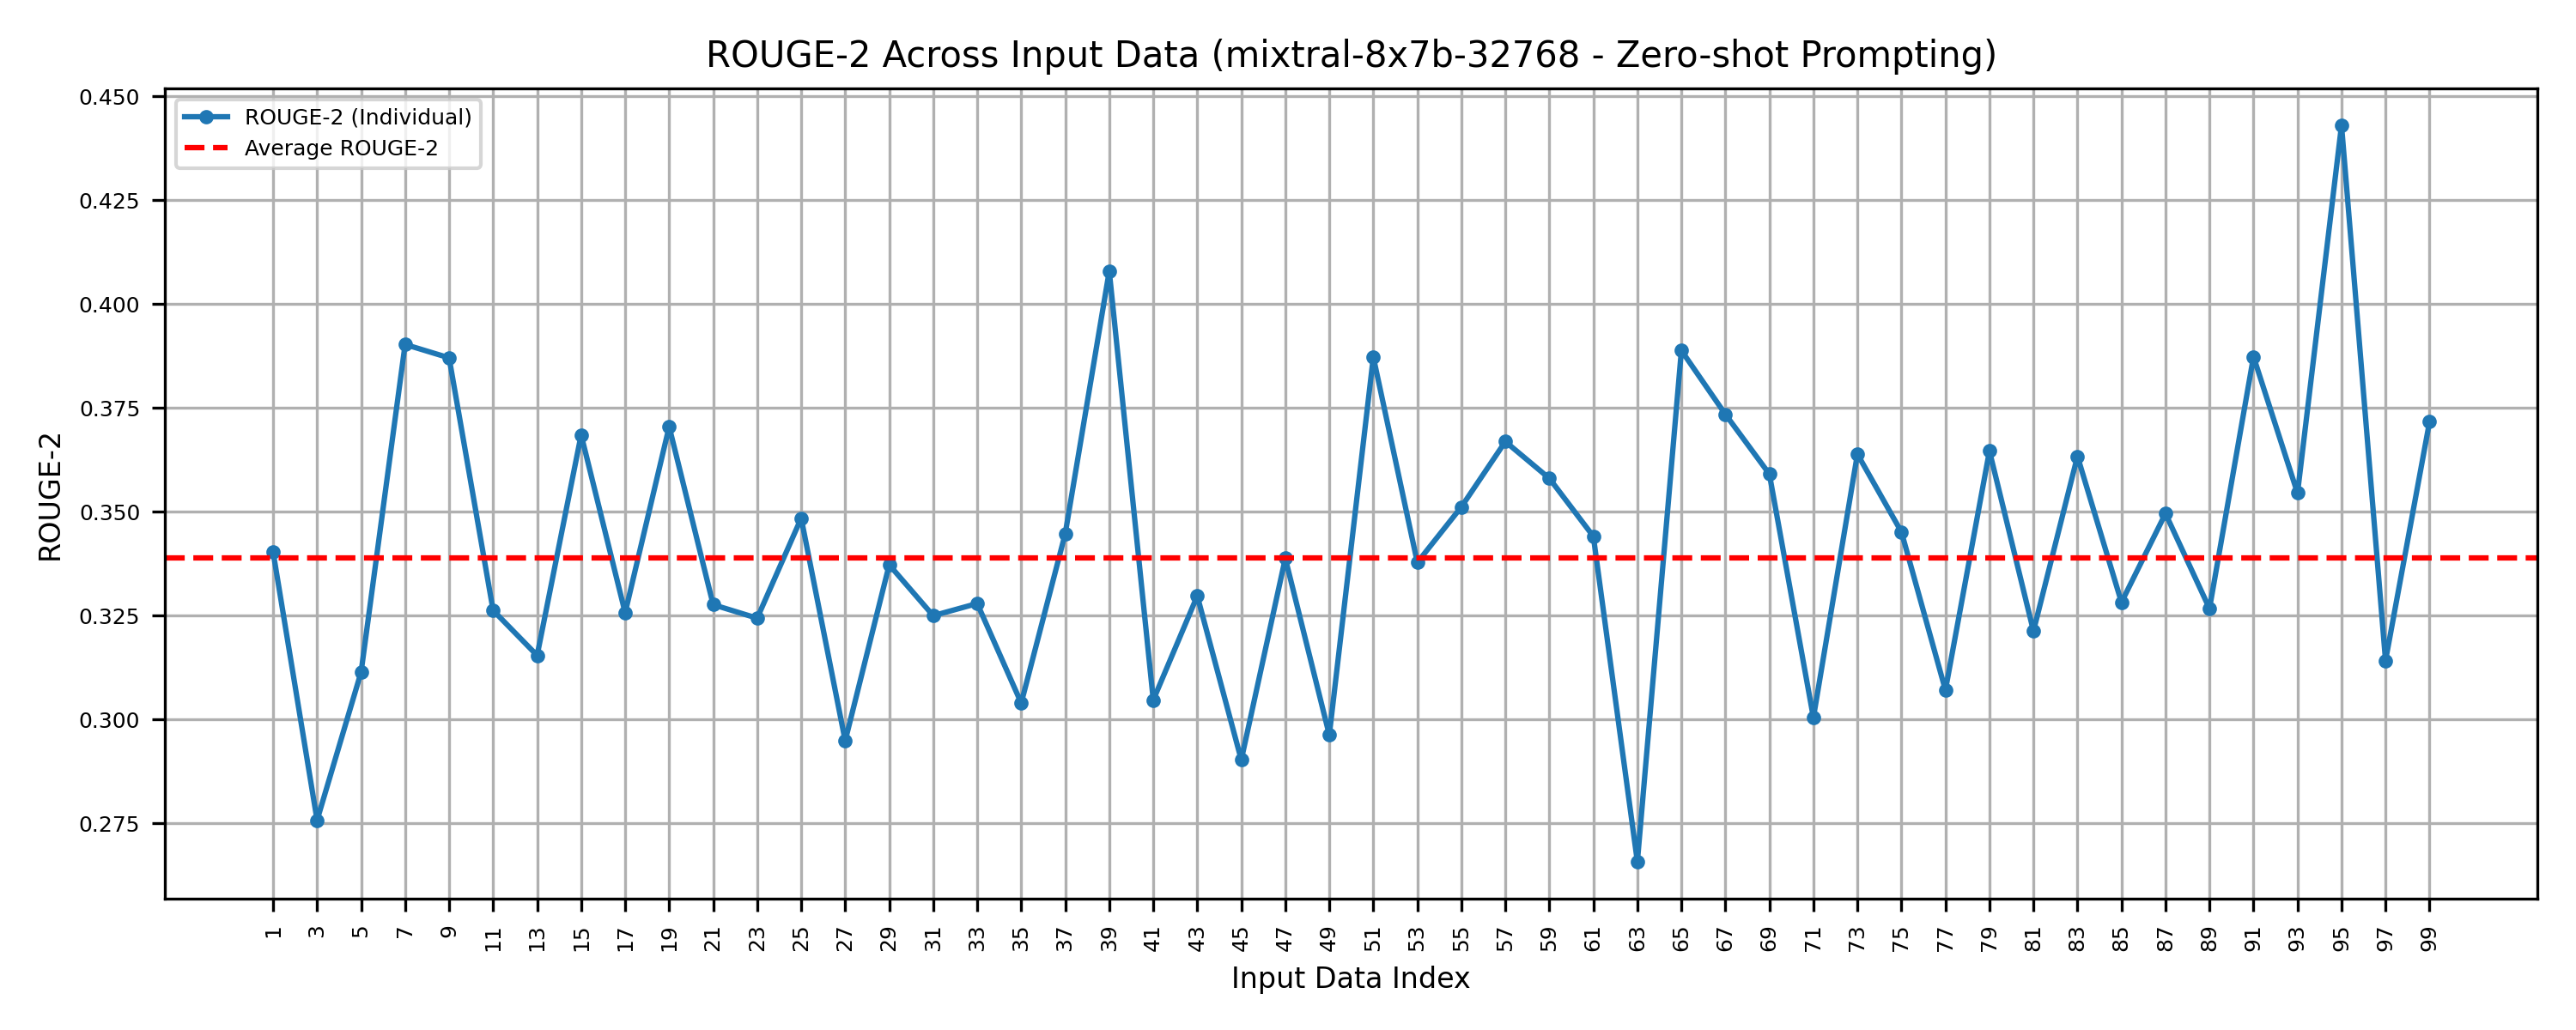 ROUGE-2 Across Input Data (mixtral-8x7b-32768 - Zero-shot Prompting)
ROUGE-2 (Individual)
Average ROUGE-2
0.450
0.425
0.400
0.375
0.350
0.325
0.300
0.275
ROUGE-2
1 3 5 7 9 11 13 15 17 19 21 23 25 27 29 31 33 35 37 39 41 43 45 47 49 51 53 55 57 59 61 63 65 67 69 71 73 75 77 79 81 83 85 87 89 91 93 95 97 99
Input Data Index